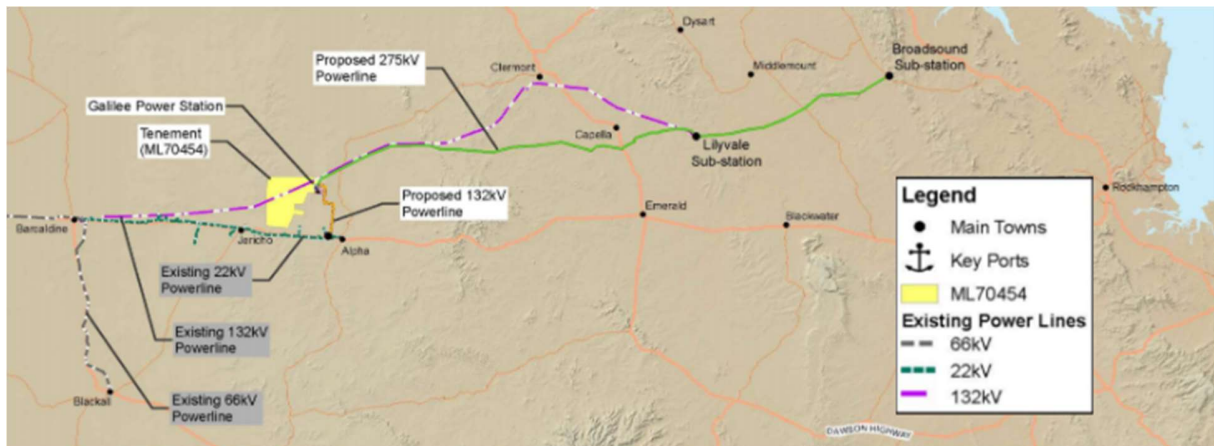 Dysart
Broadsound
Sub-station
Proposed 275kV
Powerline
Clermont
Middlemount
Galilee Power Station
Tenement
(ML70454)
Capella
Lilyvale
Sub-station
Proposed 132kV
Powerline
Rockhampton
Emerald
Blackwater
Barcaldine
Jericho
Alpha
Existing 22kV
Powerline
Existing 132kV
Powerline
Existing 66kV
Powerline
Blackall
DAWSON HIGHWAY
Legend
Main Towns
Key Ports
ML70454
Existing Power Lines
66kV
22kV
132kV